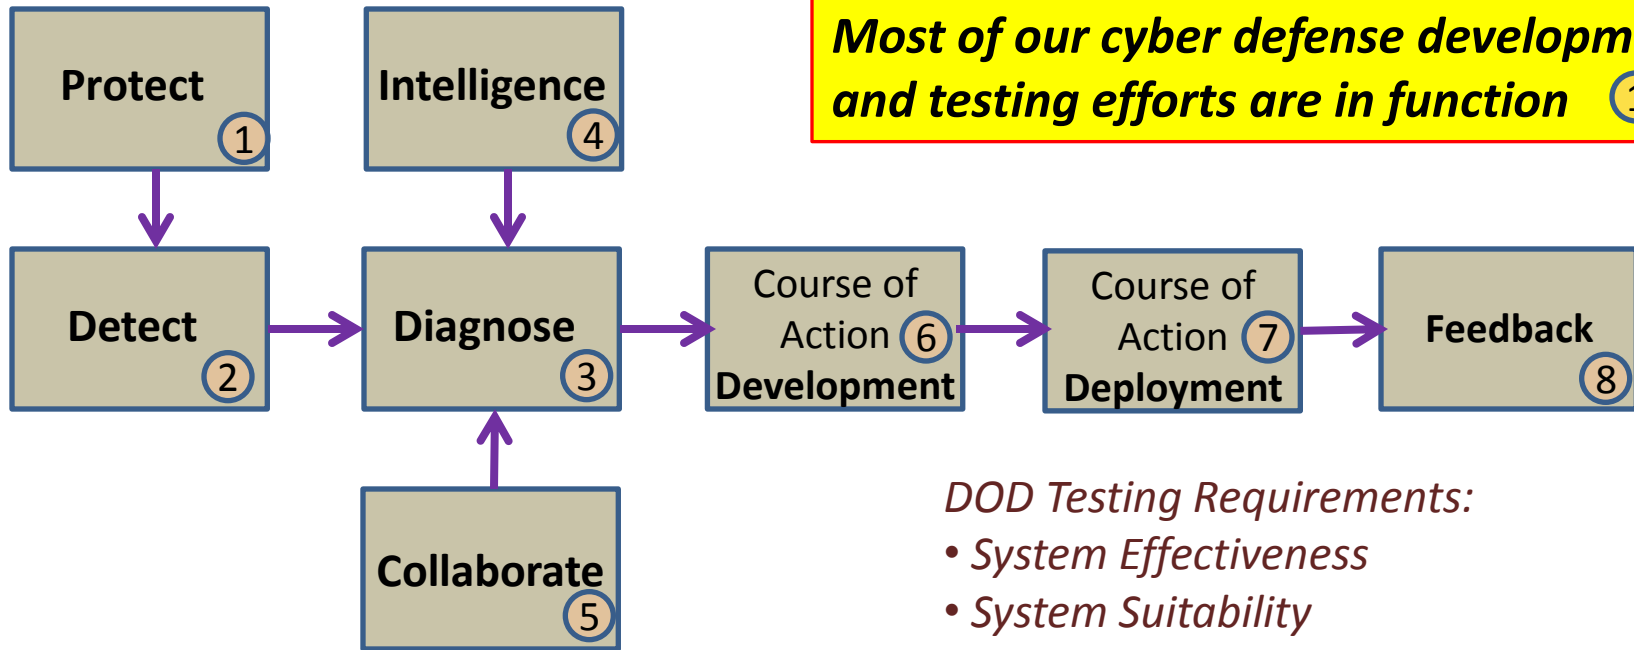 Protect
1
Intelligence
4
Most of our cyber defense developm
and testing efforts are in function
Detect
2
Diagnose
3
Course of
Action 6
Development
Course of
Action 7
Deployment
Feedback
8
Collaborate
5
DOD Testing Requirements:
• System Effectiveness
• System Suitability